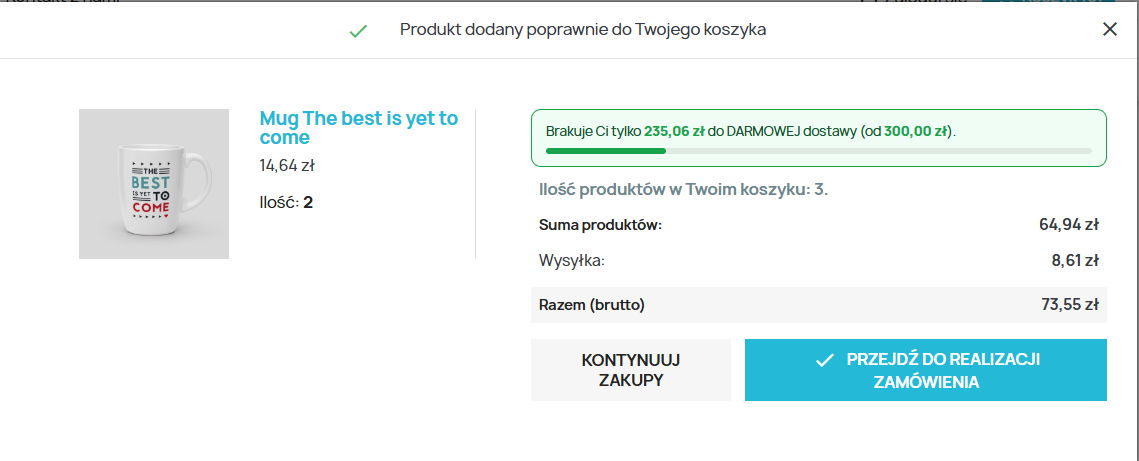 Produkt dodany poprawnie do Twojego koszyka
Mug The best is yet to
come
14,64 zł
Ilość: 2
THE
BEST
IS YET TO
COME
Brakuje Ci tylko 235,06 zł do DARMOWEJ dostawy (od 300,00 zł).
Ilość produktów w Twoim koszyku: 3.
Suma produktów: 64,94 zł
Wysyłka: 8,61 zł
Razem (brutto) 73,55 zł
KONTYNUUJ
ZAKUPY
PRZEJDŹ DO REALIZACJI
ZAMÓWIENIA